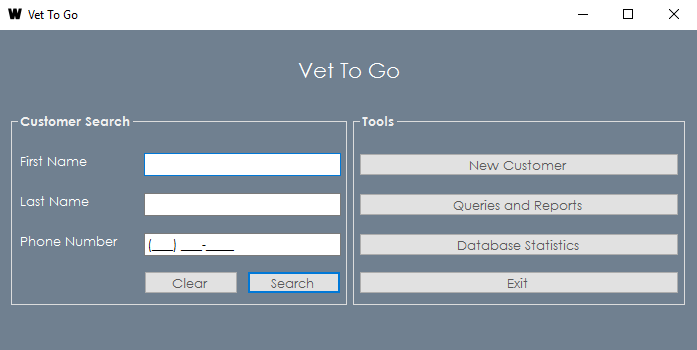 Vet To Go
Vet To Go
Customer Search
First Name
Last Name
Phone Number (___) ___-____
Clear Search
Tools
New Customer
Queries and Reports
Database Statistics
Exit